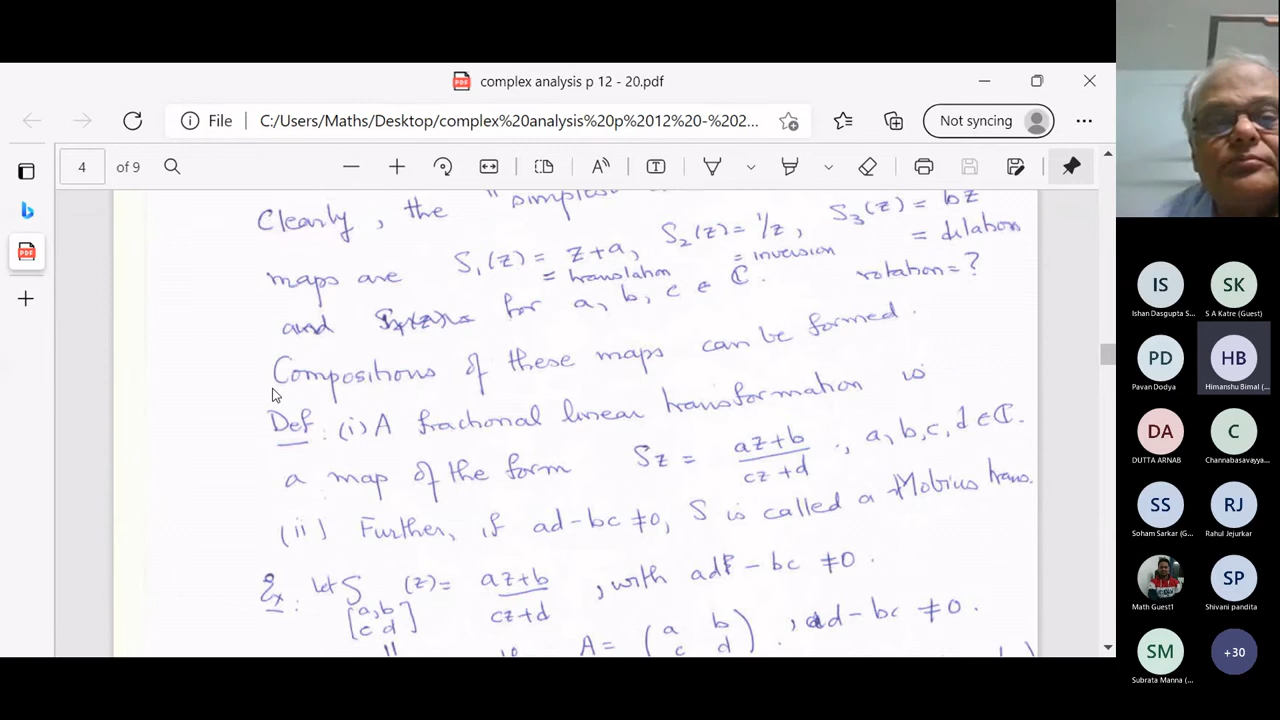 complex analysis p 12 - 20.pdf
File C:/Users/Maths/Desktop/complex%20analysis%20p%2012%20-%202... Not syncing
4 of 9
Clearly, the "simplest
maps are S₁(z) = z+a, S₂(z) = 1/z, S₃(z) = bz
= translation = inversion = dilation
and for a, b, c ∈ ℂ. rotation = ?
Compositions of these maps can be formed.
Def: (i) A fractional linear transformation is
a map of the form Sz = az+b / cz+d, a, b, c, d ∈ ℂ.
(ii) Further, if ad-bc ≠0, S is called a Mobius trans.
Ex: let S [a,b c d] (z) = az+b / cz+d, with ad - bc ≠0.
A = (a b c d), ad - bc ≠0.
IS
Ishan Dasgupta S...
SK
S A Katre (Guest)
PD
Pavan Dodya
HB
Himanshu Bimal (...
DA
DUTTA ARNAB
C
Channabasavayya...
SS
Soham Sarkar (G...
RJ
Rahul Jejurkar
Math Guest1
SP
Shivani pandita
SM
Subrata Manna (...
+30